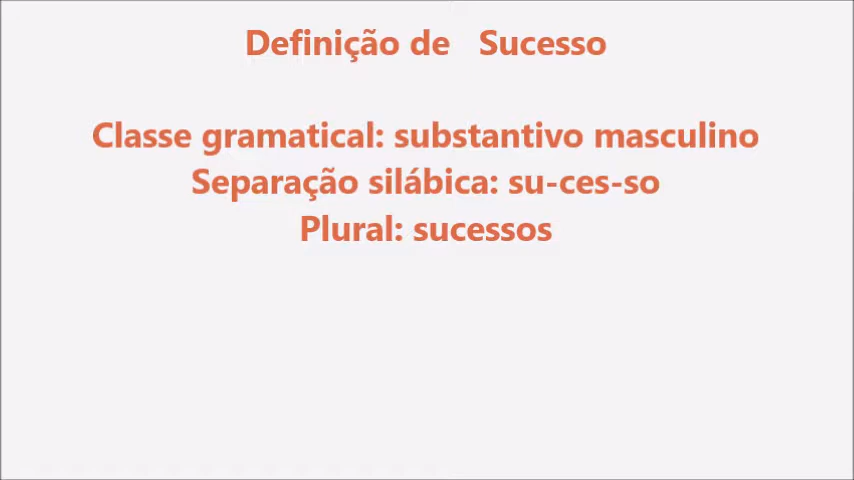 Definição de Sucesso
Classe gramatical: substantivo masculino
Separação silábica: su-ces-so
Plural: sucessos